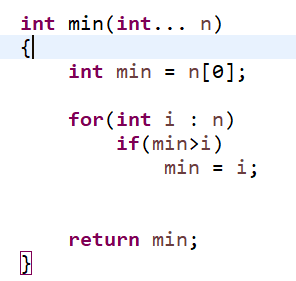 int min(int... n)
{
    int min = n[0];

    for(int i : n)
        if(min>i)
            min = i;


    return min;
}